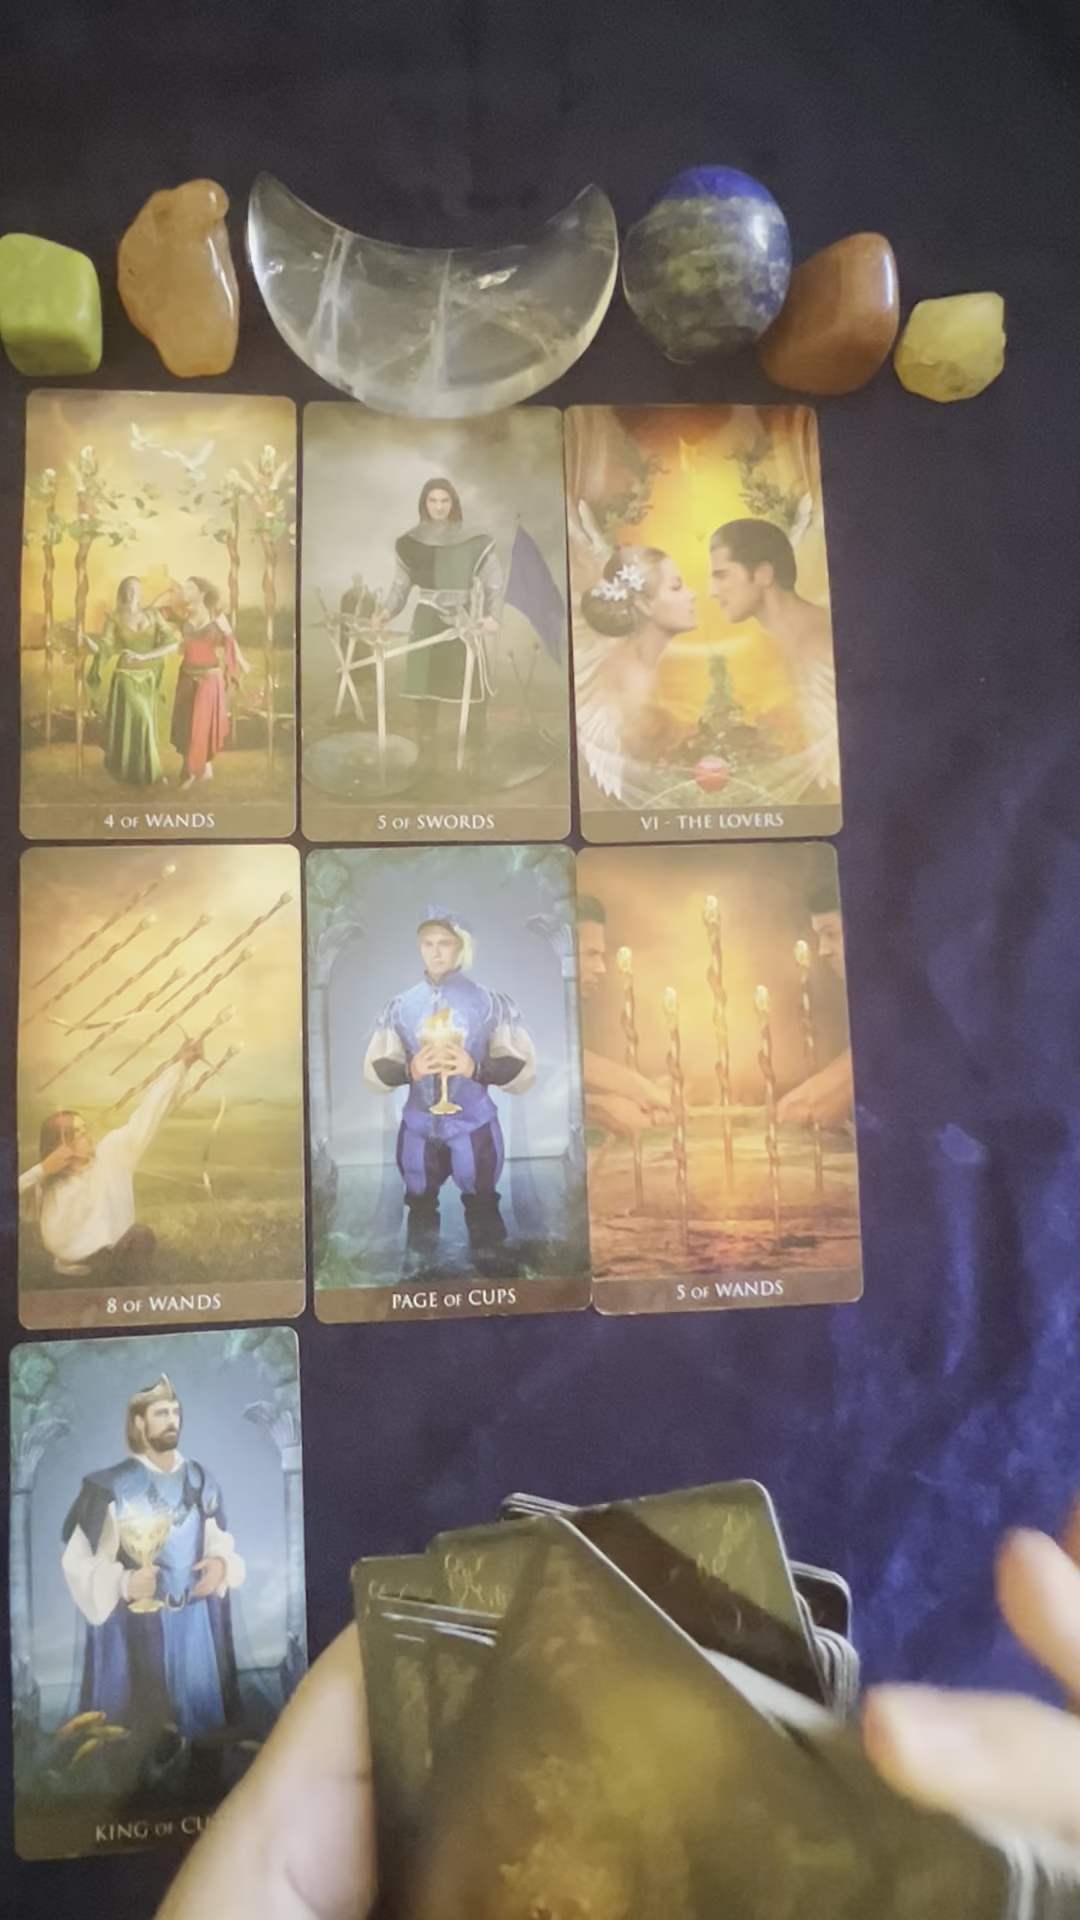 4 OF WANDS
5 OF SWORDS
VI - THE LOVERS
8 OF WANDS
PAGE OF CUPS
5 OF WANDS
KING OF